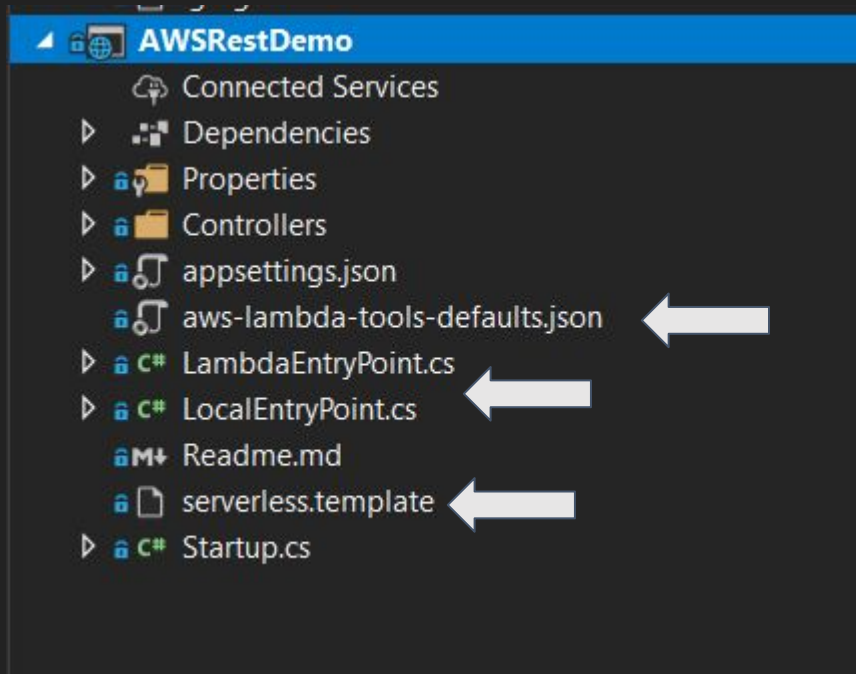 AWSRestDemo
Connected Services
Dependencies
Properties
Controllers
appsettings.json
aws-lambda-tools-defaults.json
C# LambdaEntryPoint.cs
C# LocalEntryPoint.cs
M Readme.md
serverless.template
C# Startup.cs